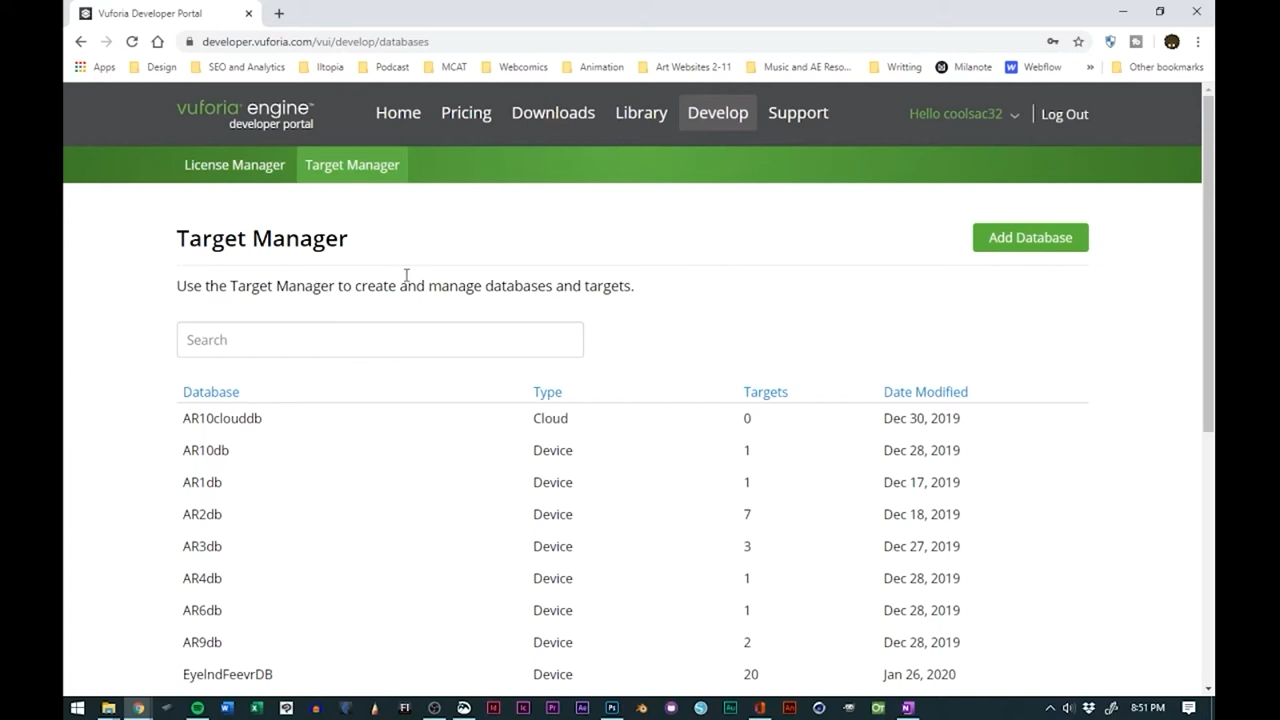 Vuforia Developer Portal
developer.vuforia.com/vui/develop/databases
Apps Design SEO and Analytics IItopia Podcast MCAT Webcomics Animation Art Websites 2-11 Music and AE Reso... Writting Milanote Webflow » Other bookmarks
vuforia engine™ developer portal
Home Pricing Downloads Library Develop Support Hello coolsac32 Log Out
License Manager Target Manager
Target Manager Add Database
Use the Target Manager to create and manage databases and targets.
Search
Database Type Targets Date Modified
AR10clouddb Cloud 0 Dec 30, 2019
AR10db Device 1 Dec 28, 2019
AR1db Device 1 Dec 17, 2019
AR2db Device 7 Dec 18, 2019
AR3db Device 3 Dec 27, 2019
AR4db Device 1 Dec 28, 2019
AR6db Device 1 Dec 28, 2019
AR9db Device 2 Dec 28, 2019
EyeIndFeevrDB Device 20 Jan 26, 2020
8:51 PM